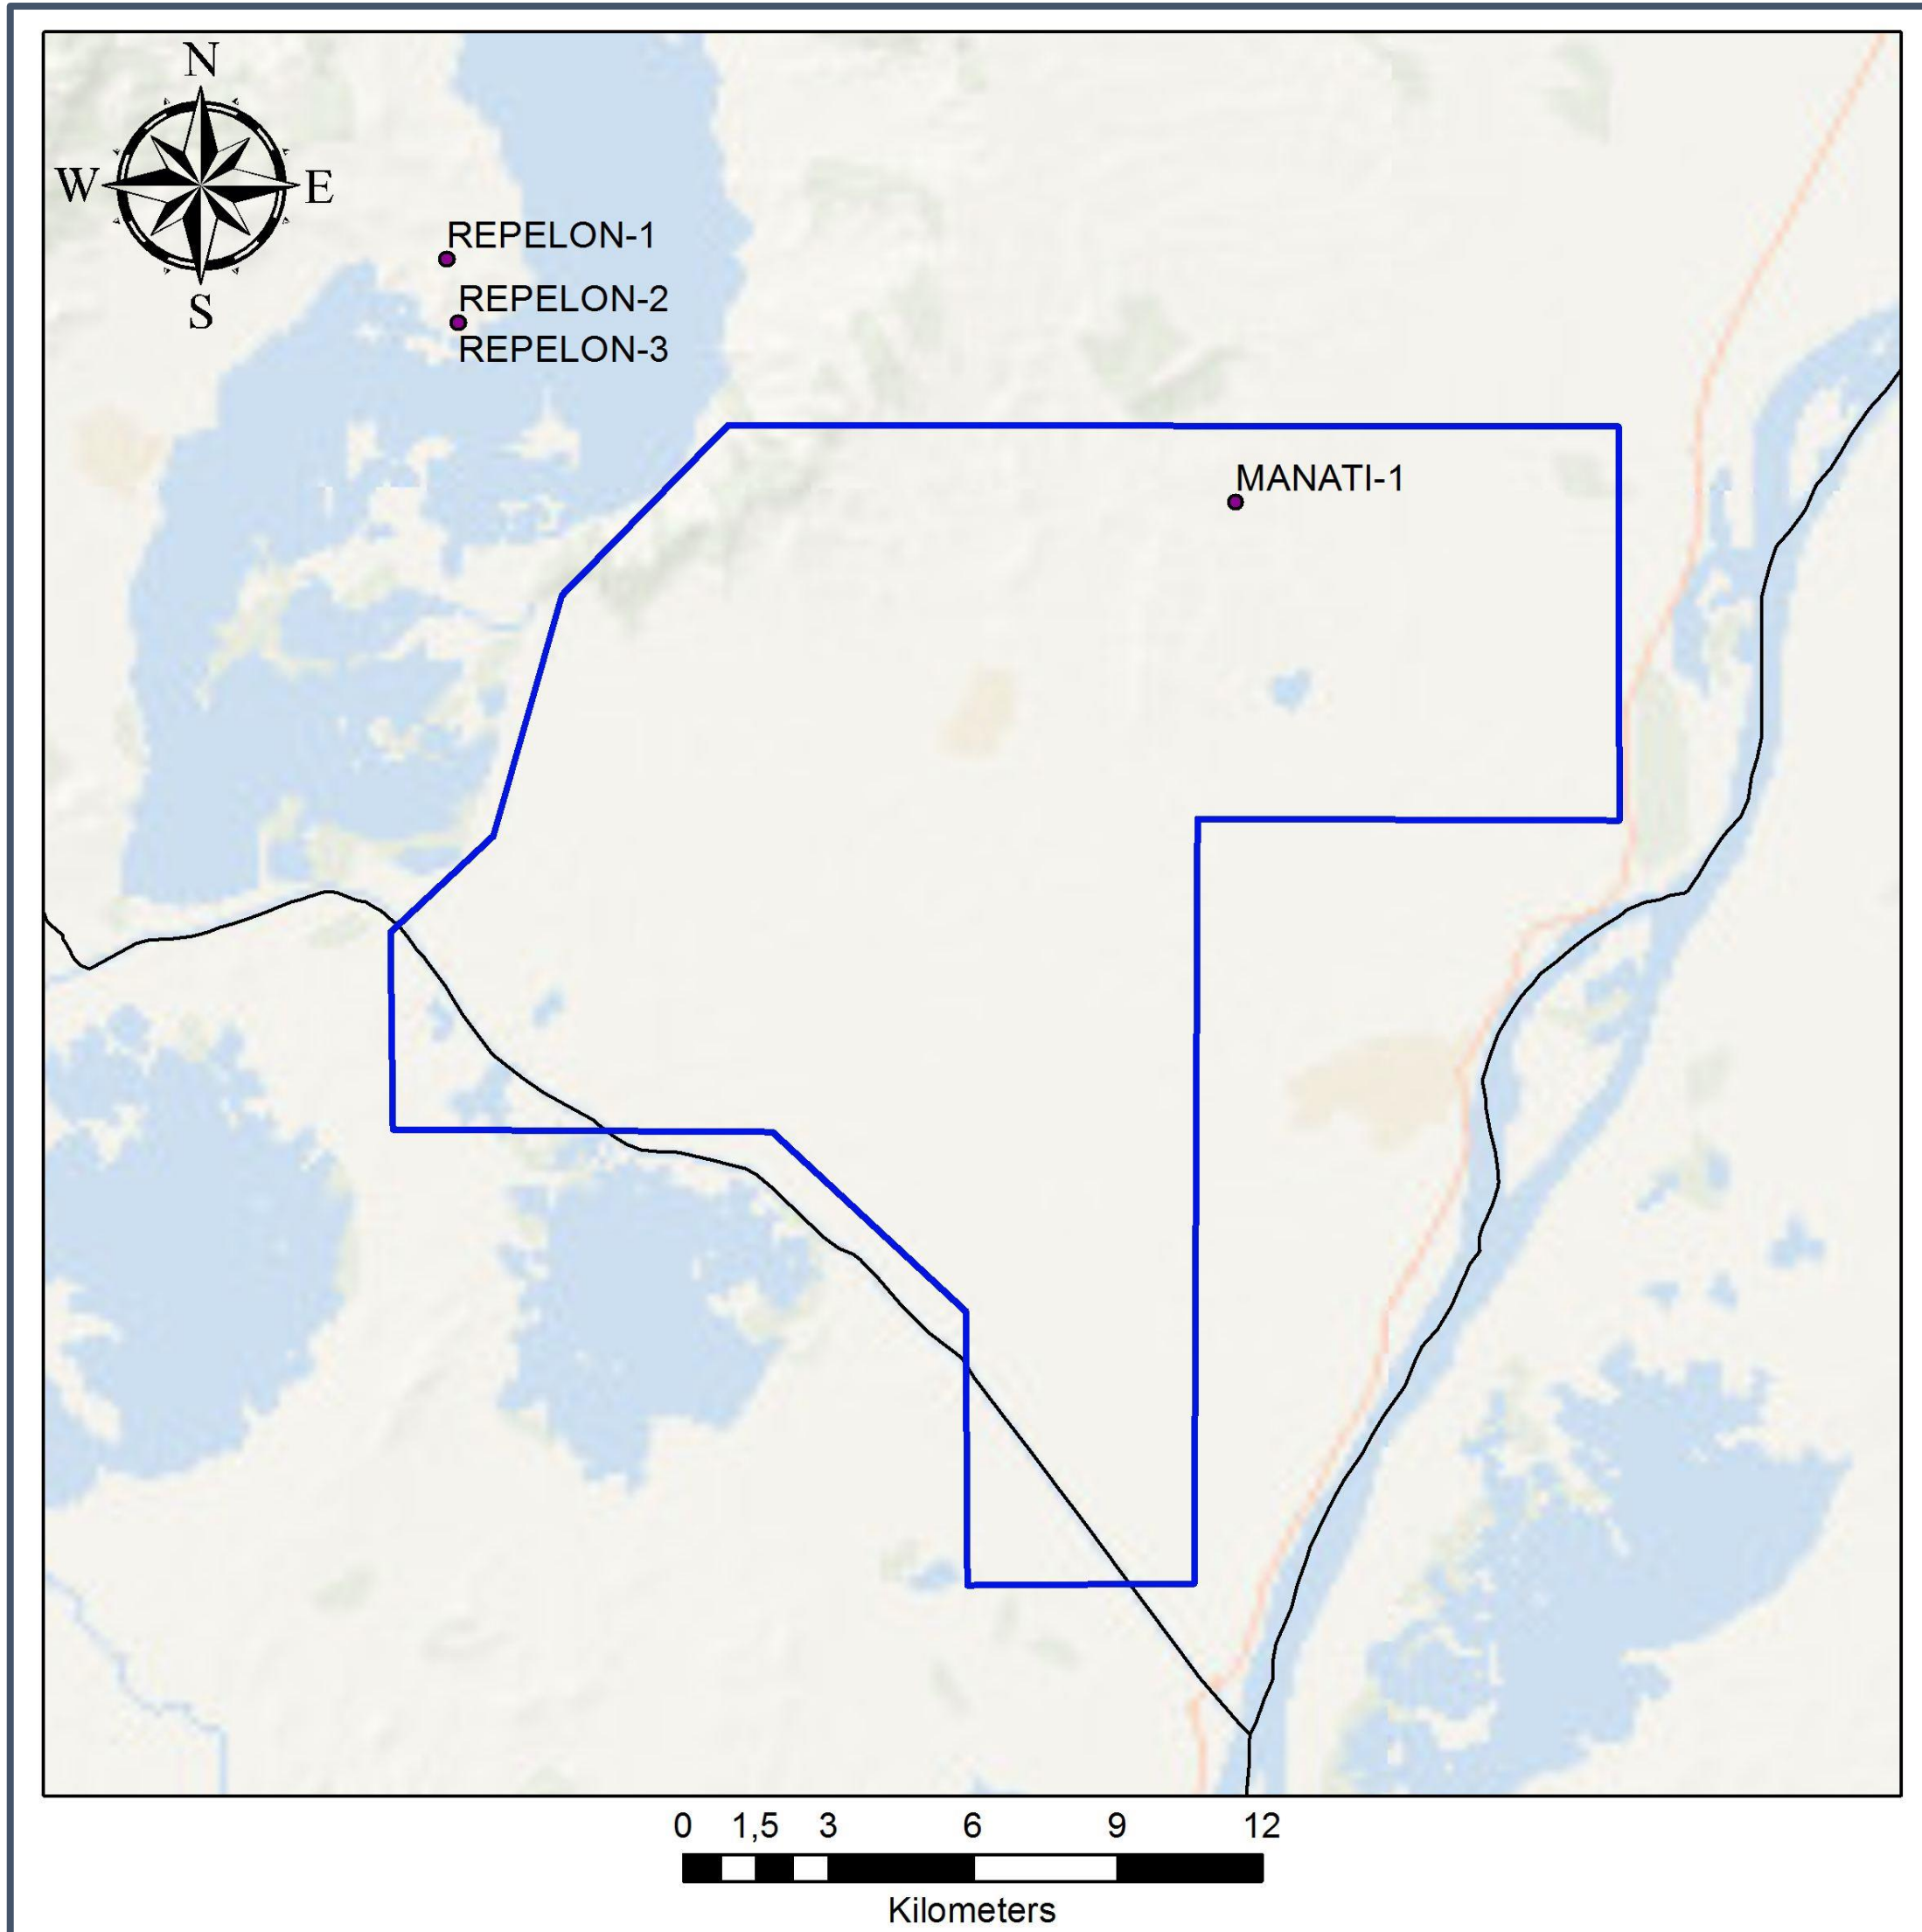 N
W E
S
REPELON-1
REPELON-2
REPELON-3
MANATI-1
0 1,5 3 6 9 12
Kilometers